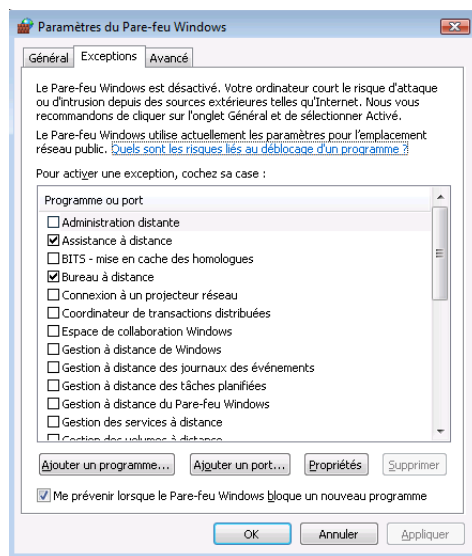 Paramètres du Pare-feu Windows
Général Exceptions Avancé
Le Pare-feu Windows est désactivé. Votre ordinateur court le risque d'attaque
ou d'intrusion depuis des sources extérieures telles qu'Internet. Nous vous
recommandons de cliquer sur l'onglet Général et de sélectionner Activé.
Le Pare-feu Windows utilise actuellement les paramètres pour l'emplacement
réseau public. Quels sont les risques liés au déblocage d'un programme ?
Pour activer une exception, cochez sa case :
Programme ou port
Administration distante
Assistance à distance
BITS - mise en cache des homologues
Bureau à distance
Connexion à un projecteur réseau
Coordinateur de transactions distribuées
Espace de collaboration Windows
Gestion à distance de Windows
Gestion à distance des journaux des événements
Gestion à distance des tâches planifiées
Gestion à distance du Pare-feu Windows
Gestion des services à distance
Gestion des volumes à distance
Ajouter un programme... Ajouter un port... Propriétés Supprimer
Me prévenir lorsque le Pare-feu Windows bloque un nouveau programme
OK Annuler Appliquer